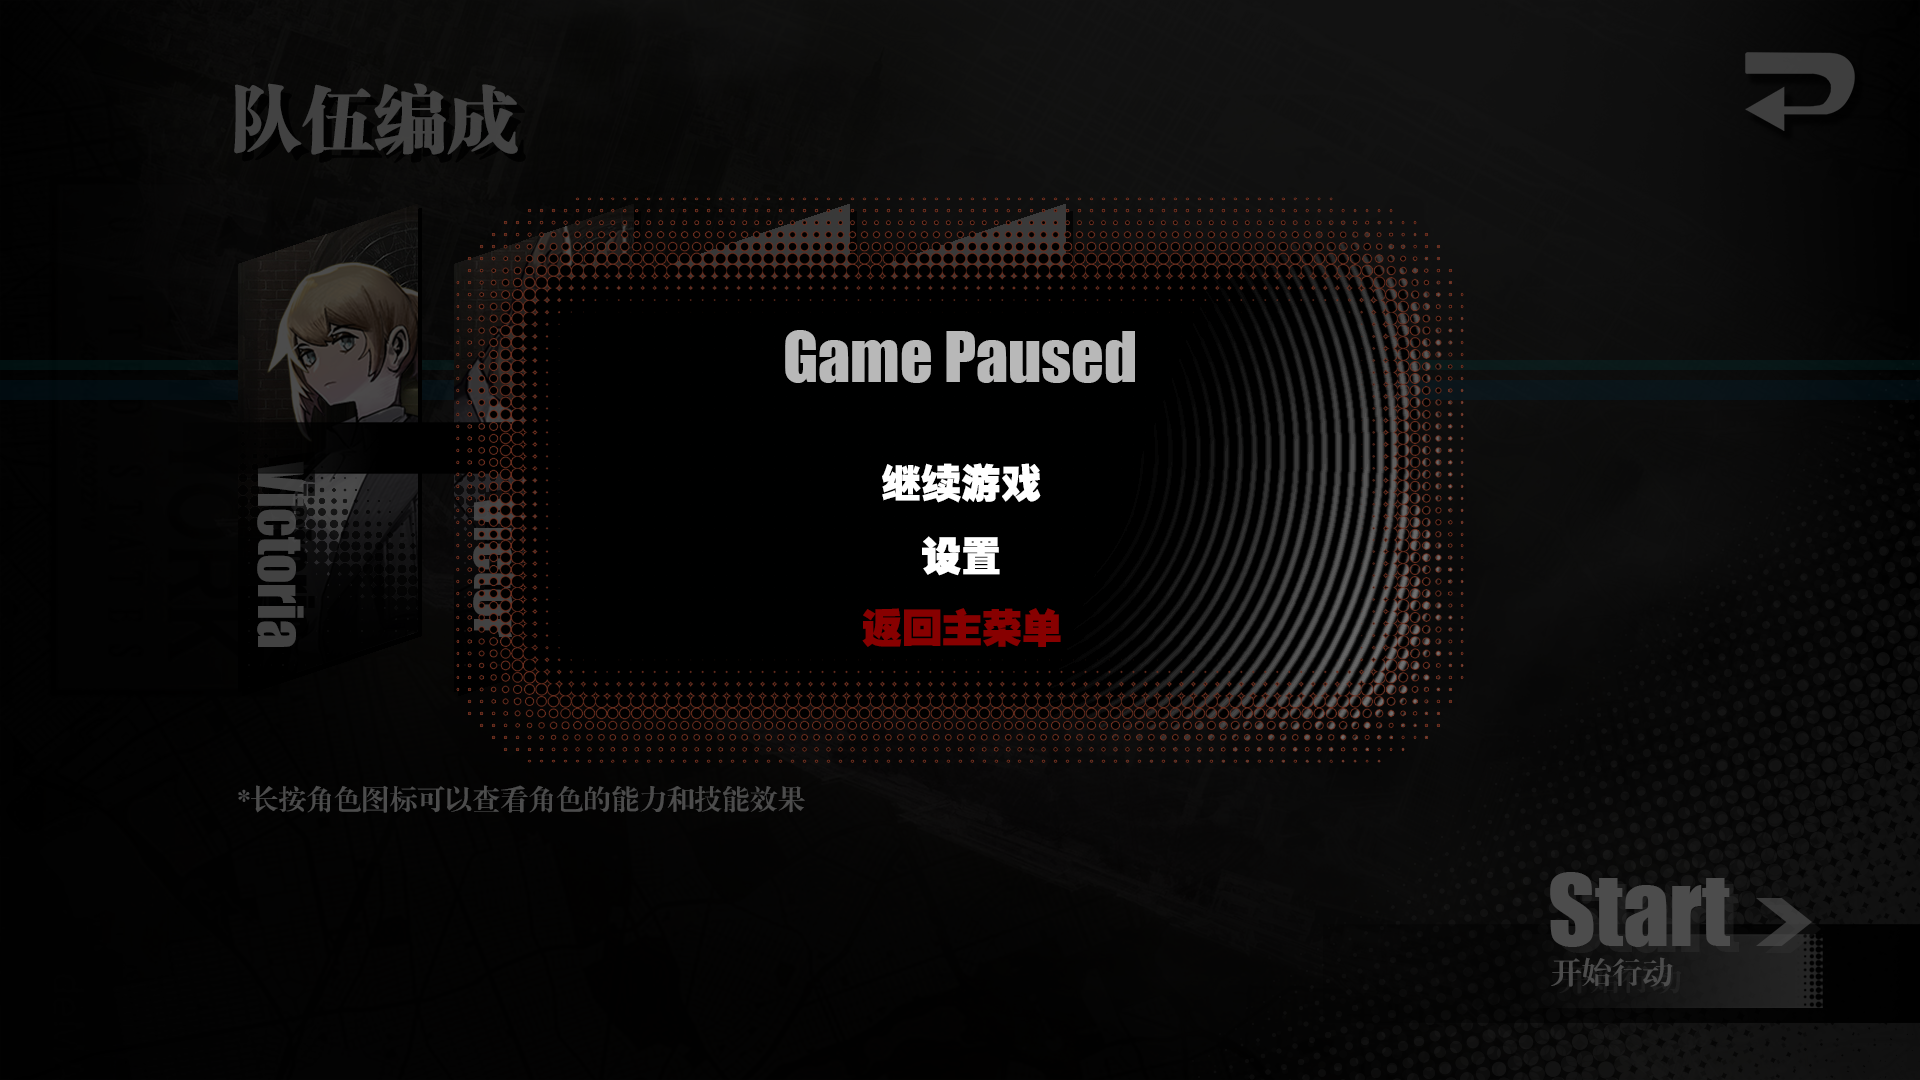 队伍编成
Game Paused
继续游戏
设置
返回主菜单
Victoria
*长按角色图标可以查看角色的能力和技能效果
Start
开始行动